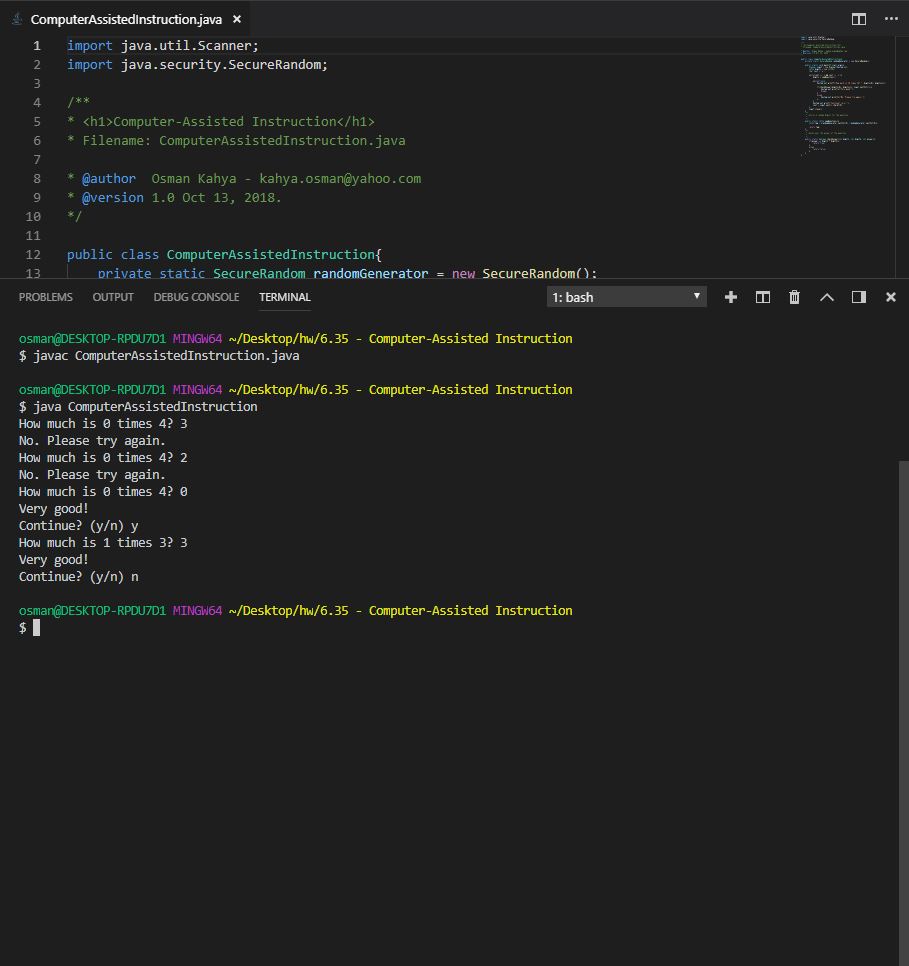 ComputerAssistedInstruction.java ×
1 import java.util.Scanner;
2 import java.security.SecureRandom;
3
4 /**
5 * <h1>Computer-Assisted Instruction</h1>
6 * Filename: ComputerAssistedInstruction.java
7
8 * @author  Osman Kahya - kahya.osman@yahoo.com
9 * @version 1.0 Oct 13, 2018.
10 */
11
12 public class ComputerAssistedInstruction{
13     private static SecureRandom randomGenerator = new SecureRandom();
PROBLEMS OUTPUT DEBUG CONSOLE TERMINAL 1: bash
osman@DESKTOP-RPDU7D1 MINGW64 ~/Desktop/hw/6.35 - Computer-Assisted Instruction
$ javac ComputerAssistedInstruction.java
osman@DESKTOP-RPDU7D1 MINGW64 ~/Desktop/hw/6.35 - Computer-Assisted Instruction
$ java ComputerAssistedInstruction
How much is 0 times 4? 3
No. Please try again.
How much is 0 times 4? 2
No. Please try again.
How much is 0 times 4? 0
Very good!
Continue? (y/n) y
How much is 1 times 3? 3
Very good!
Continue? (y/n) n
osman@DESKTOP-RPDU7D1 MINGW64 ~/Desktop/hw/6.35 - Computer-Assisted Instruction
$